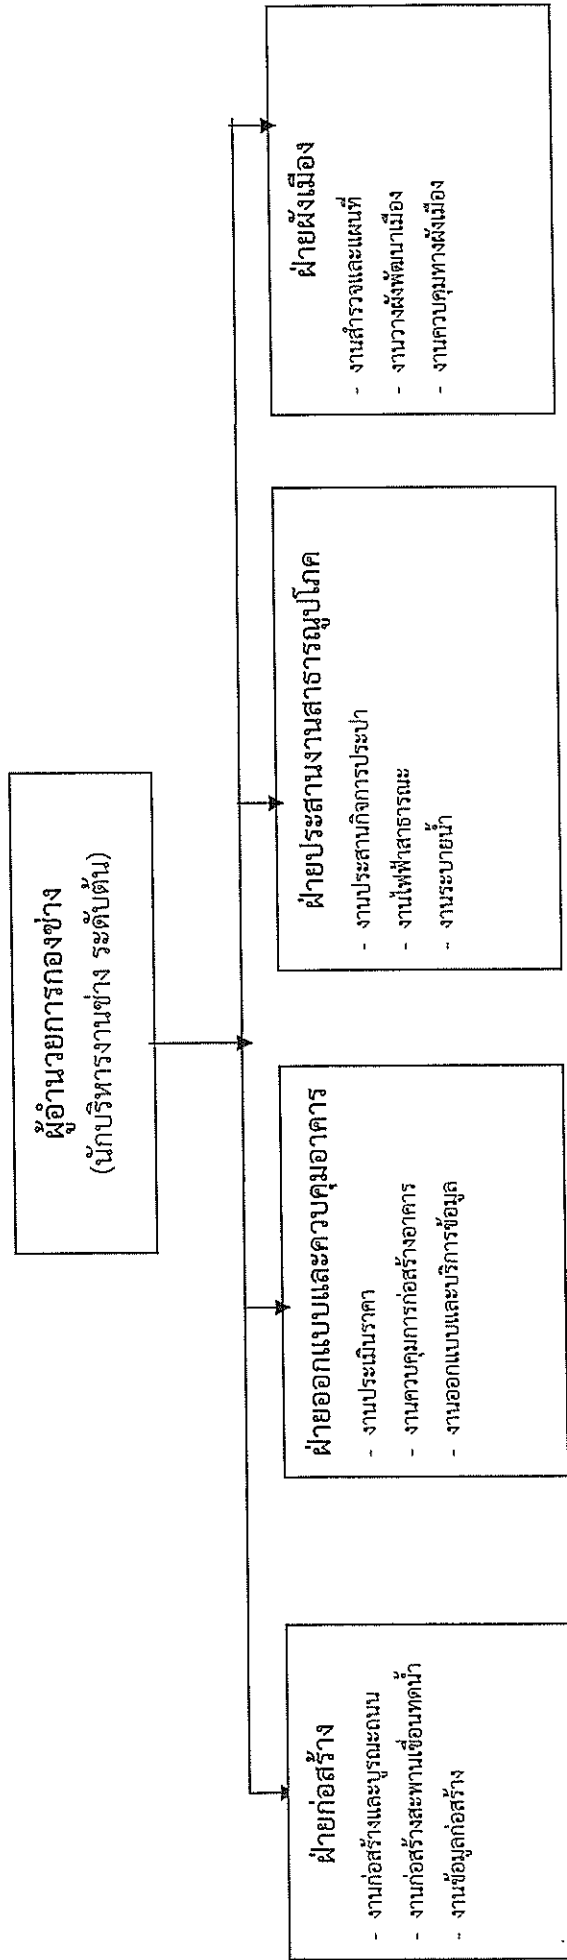 ผู้อำนวยการกองช่าง
(นักบริหารงานช่าง ระดับต้น)
ฝ่ายก่อสร้าง
- งานก่อสร้างและบูรณะถนน
- งานก่อสร้างสะพานเขื่อนทดน้ำ
- งานข้อมูลก่อสร้าง
ฝ่ายออกแบบและควบคุมอาคาร
- งานประเมินราคา
- งานควบคุมการก่อสร้างอาคาร
- งานออกแบบและบริการข้อมูล
ฝ่ายประสานงานสาธารณูปโภค
- งานประสานกิจการประปา
- งานไฟฟ้าสาธารณะ
- งานระบายน้ำ
ฝ่ายผังเมือง
- งานสำรวจและแผนที่
- งานวางผังพัฒนาเมือง
- งานควบคุมทางผังเมือง